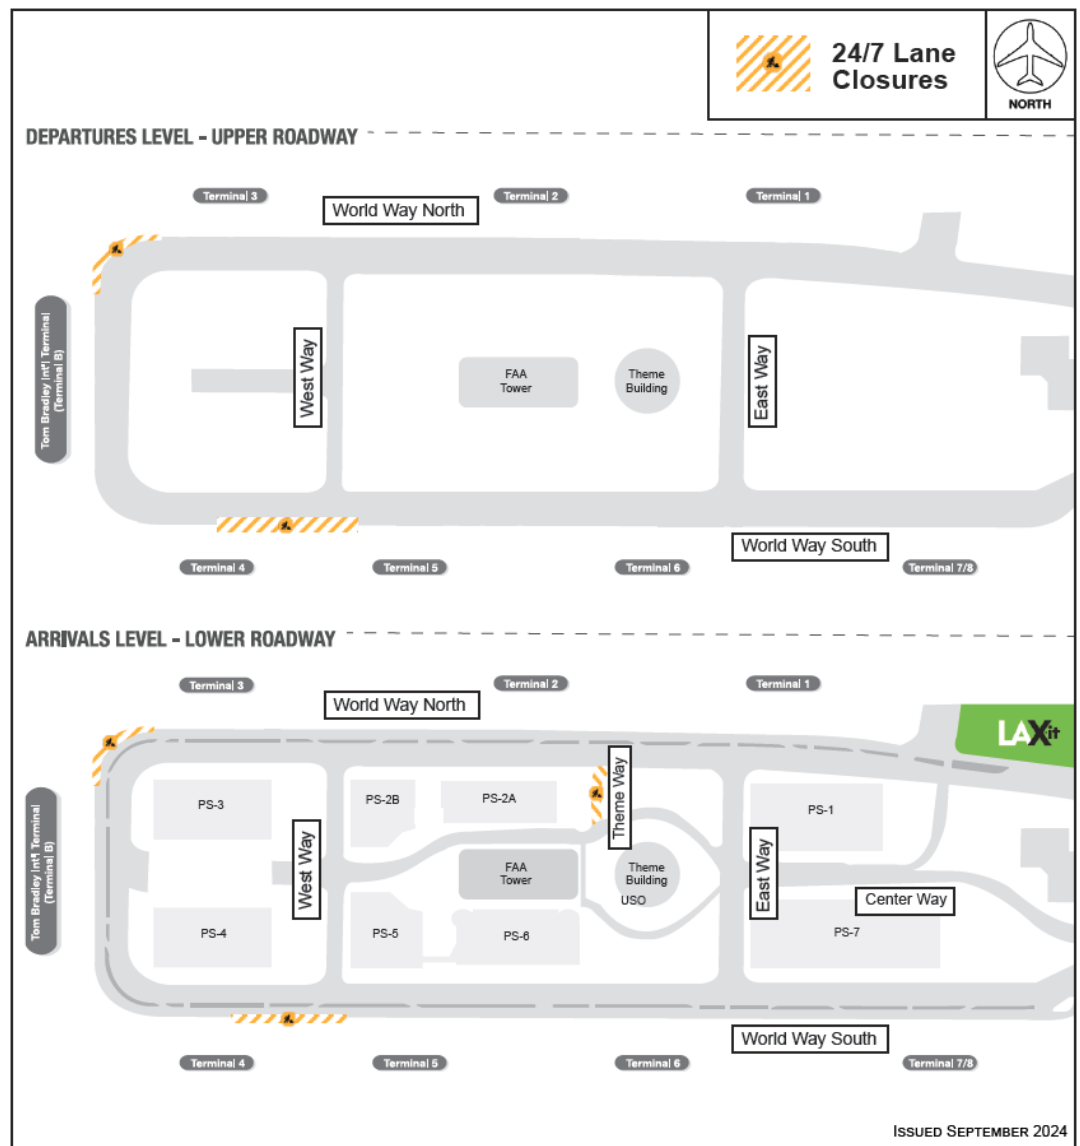 24/7 Lane
Closures
NORTH
DEPARTURES LEVEL - UPPER ROADWAY
Terminal 3
Terminal 2
Terminal 1
World Way North
Tom Bradley Int'l Terminal
(Terminal B)
West Way
FAA
Tower
Theme
Building
East Way
World Way South
Terminal 4
Terminal 5
Terminal 6
Terminal 7/8
ARRIVALS LEVEL - LOWER ROADWAY
Terminal 3
Terminal 2
Terminal 1
World Way North
LAXit
Theme Way
PS-3
PS-2B
PS-2A
PS-1
Tom Bradley Int'l Terminal
(Terminal B)
West Way
FAA
Tower
Theme
Building
USO
East Way
Center Way
PS-4
PS-5
PS-6
PS-7
World Way South
Terminal 4
Terminal 5
Terminal 6
Terminal 7/8
ISSUED SEPTEMBER 2024